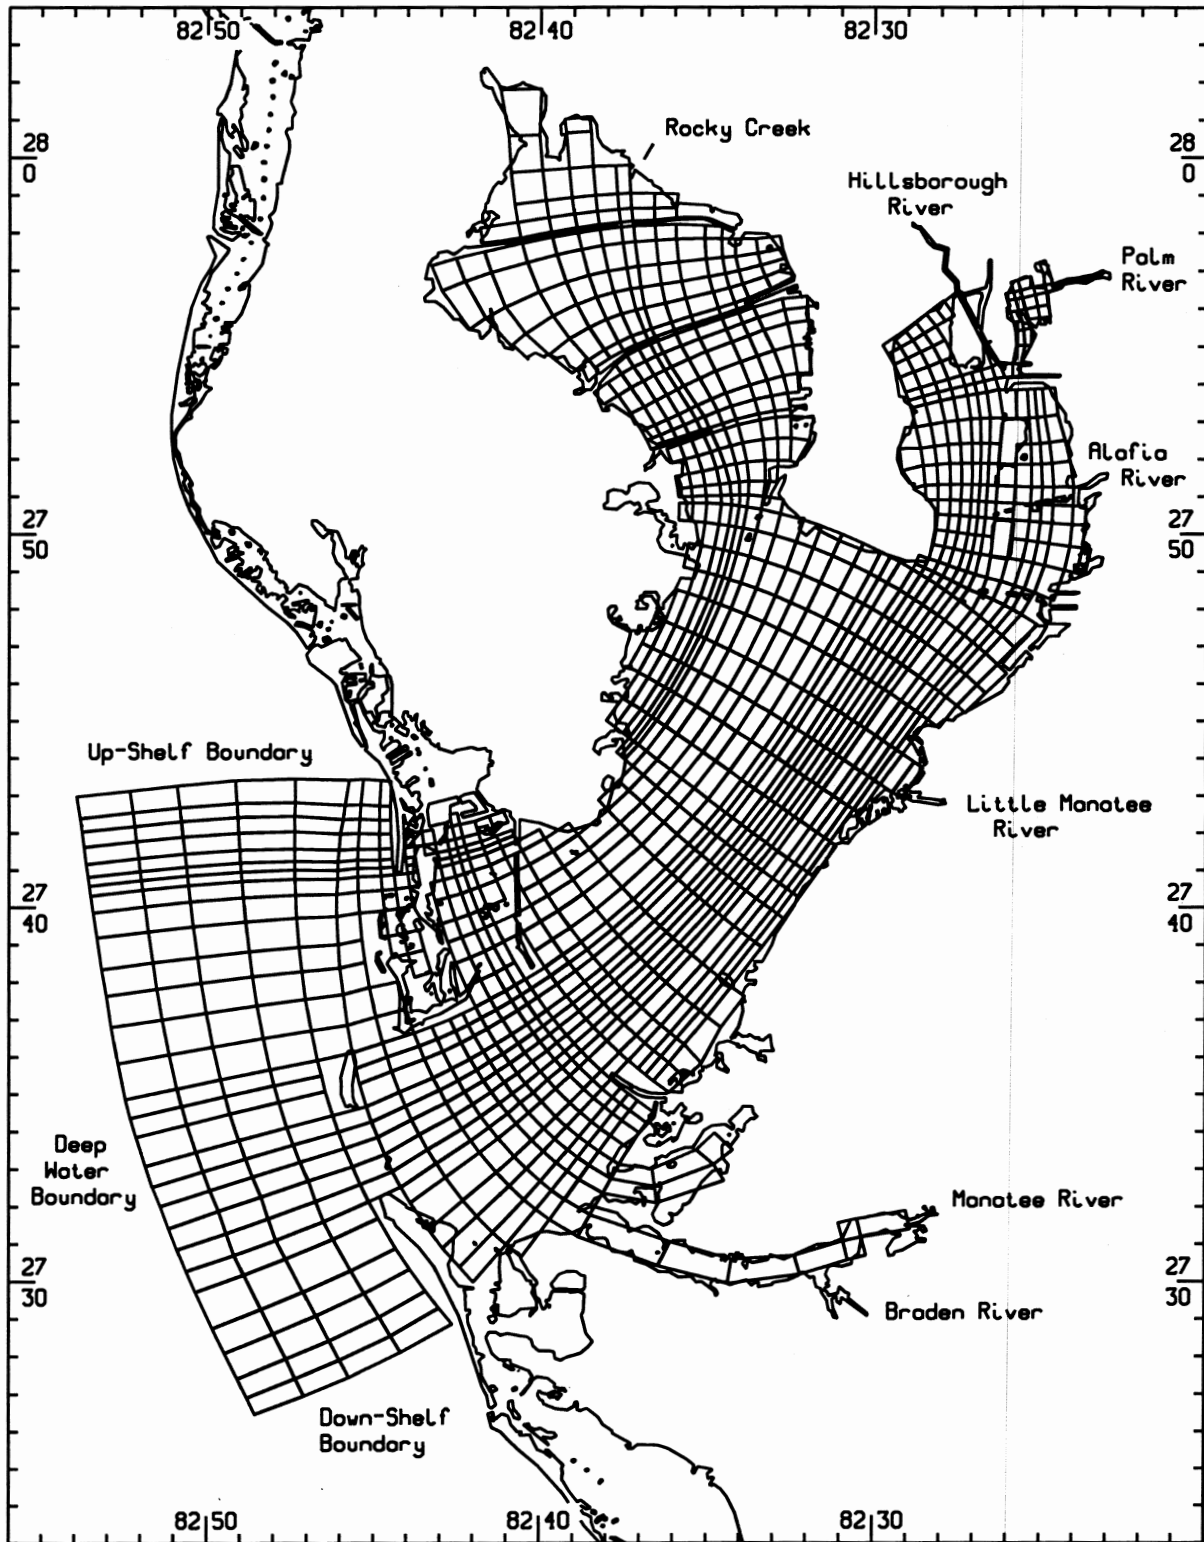 82|50 82|40 82|30
Rocky Creek
28
0
28
0
Hillsborough
River
Palm
River
Alafia
River
27
50
27
50
Up-Shelf Boundary
Little Manatee
River
27
40
27
40
Deep
Water
Boundary
Manatee River
27
30
27
30
Braden River
Down-Shelf
Boundary
82|50 82|40 82|30